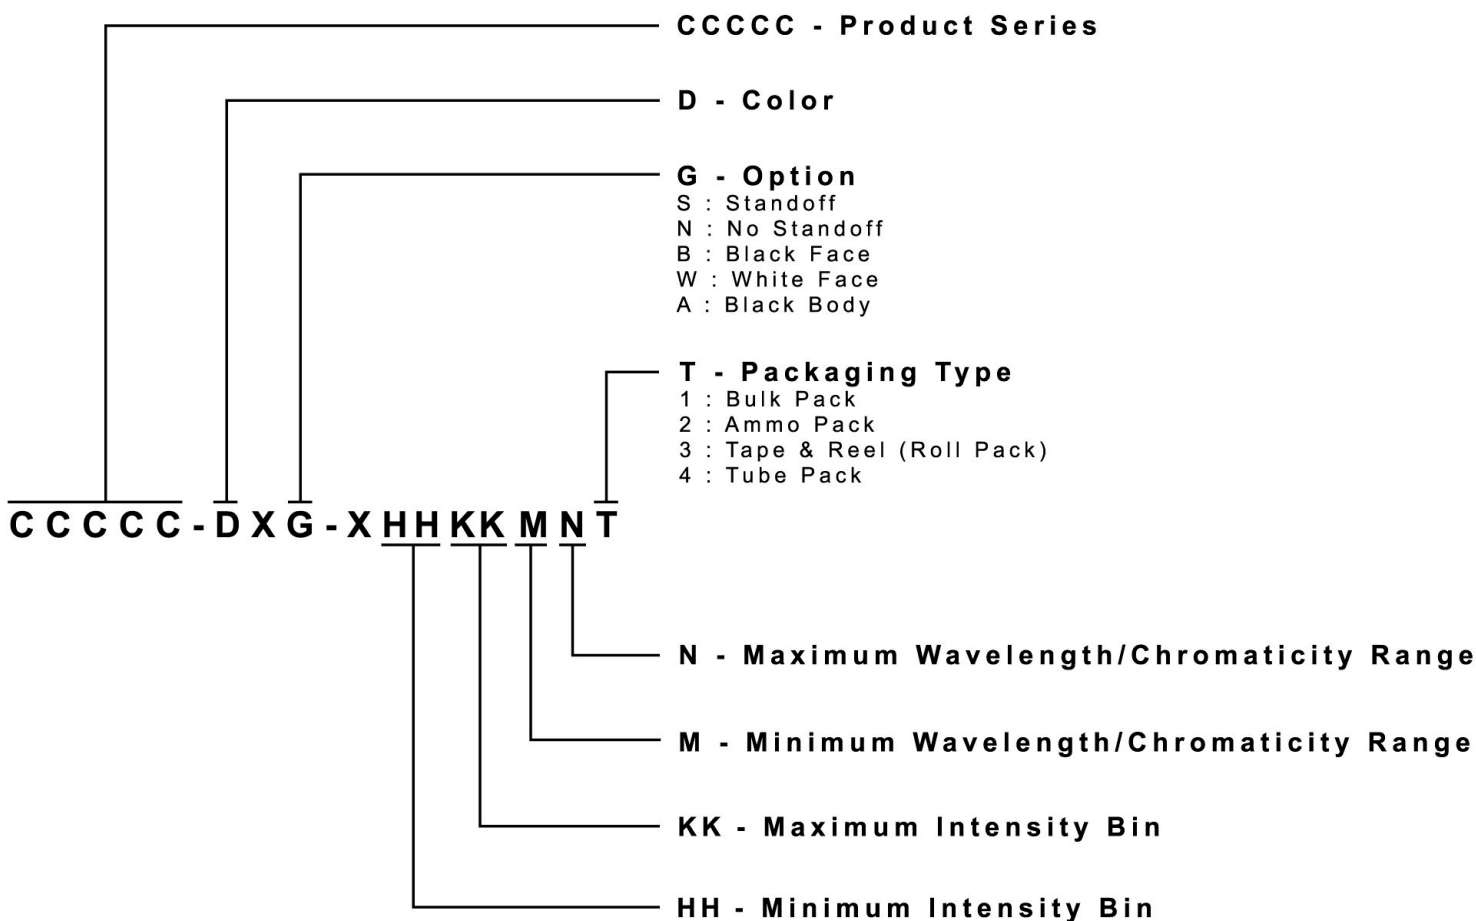 CCCCC - Product Series
D - Color
G - Option
S : Standoff
N : No Standoff
B : Black Face
W : White Face
A : Black Body
T - Packaging Type
1 : Bulk Pack
2 : Ammo Pack
3 : Tape & Reel (Roll Pack)
4 : Tube Pack
CCCCC-DXG-XHHKKMNT
N - Maximum Wavelength/Chromaticity Range
M - Minimum Wavelength/Chromaticity Range
KK - Maximum Intensity Bin
HH - Minimum Intensity Bin